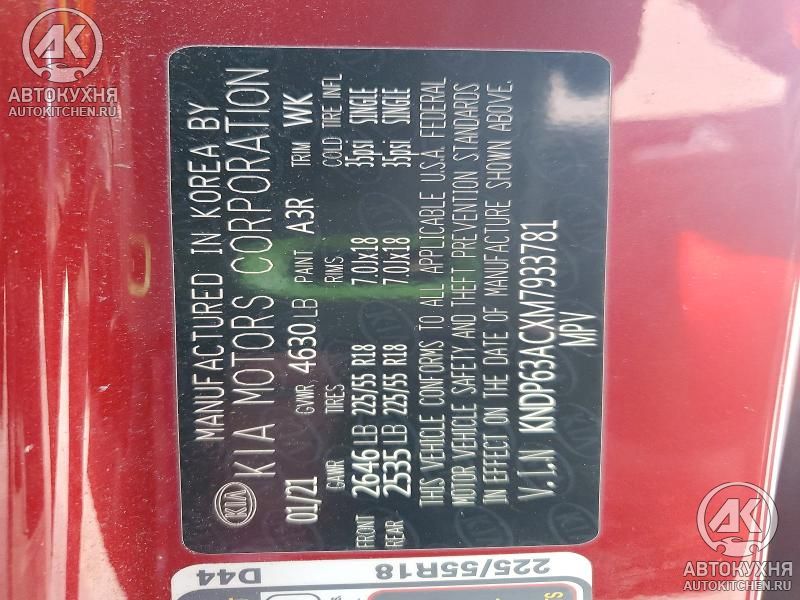 АВТОКУХНЯ
AUTOKITCHEN.RU
MANUFACTURED IN KOREA BY
KIA KIA MOTORS CORPORATION
01/21 GVWR 4630 LB PAINT A3R TRIM WK
GAWR TIRES RIMS COLD TIRE INFL
FRONT 2646 LB 225/55 R18 7.0Jx18 35psi SINGLE
REAR 2535 LB 225/55 R18 7.0Jx18 35psi SINGLE
THIS VEHICLE CONFORMS TO ALL APPLICABLE U.S.A. FEDERAL
MOTOR VEHICLE SAFETY AND THEFT PREVENTION STANDARDS
IN EFFECT ON THE DATE OF MANUFACTURE SHOWN ABOVE.
V.I.N KNDP63ACXM7933781
MPV
D44 225/55R18
АВТОКУХНЯ
AUTOKITCHEN.RU